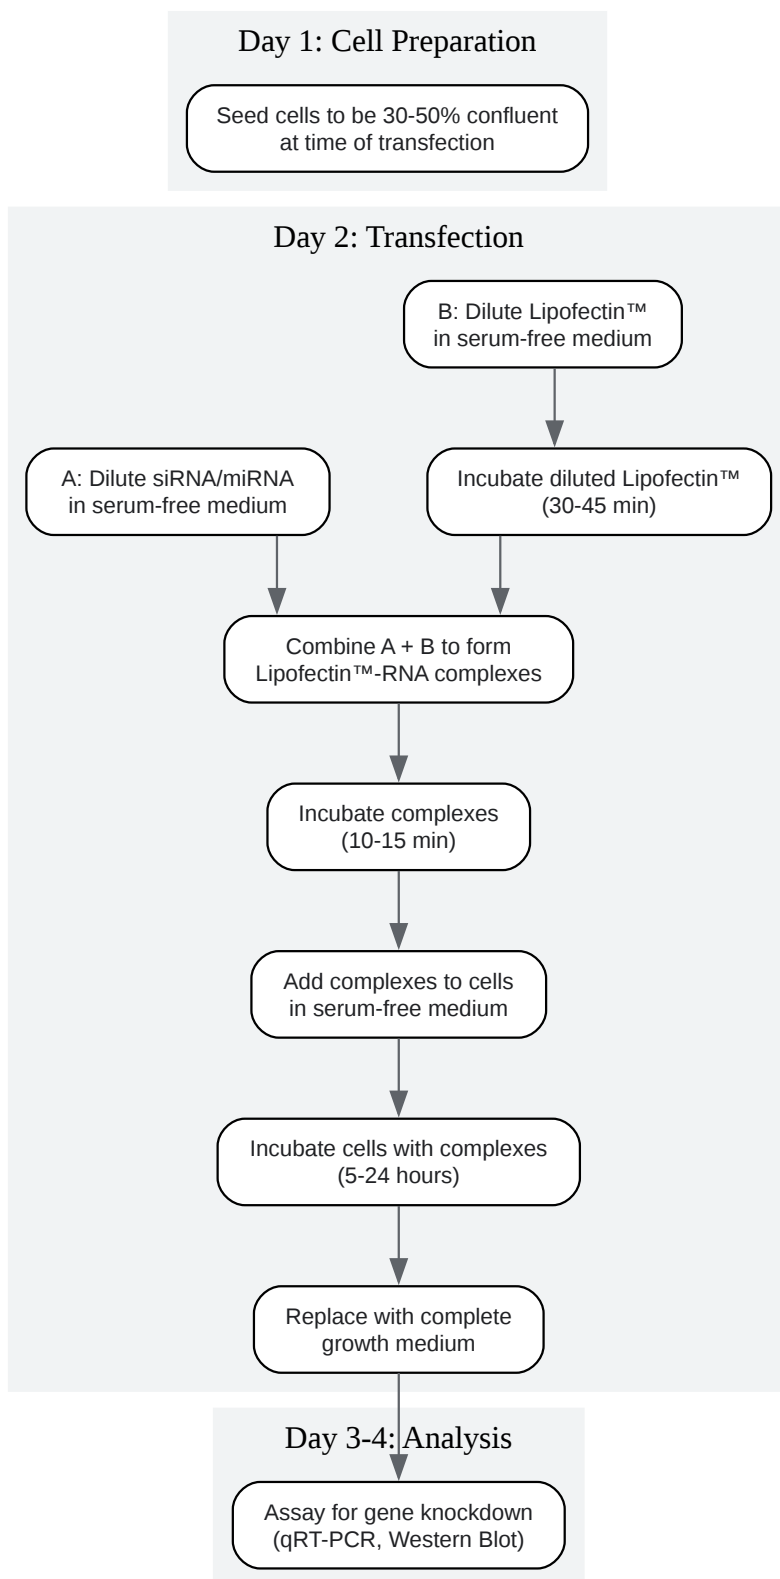 Day 1: Cell Preparation
Seed cells to be 30-50% confluent
at time of transfection
Day 2: Transfection
B: Dilute Lipofectin™
in serum-free medium
A: Dilute siRNA/miRNA
in serum-free medium
Incubate diluted Lipofectin™
(30-45 min)
Combine A + B to form
Lipofectin™-RNA complexes
Incubate complexes
(10-15 min)
Add complexes to cells
in serum-free medium
Incubate cells with complexes
(5-24 hours)
Replace with complete
growth medium
Day 3-4: Analysis
Assay for gene knockdown
(qRT-PCR, Western Blot)